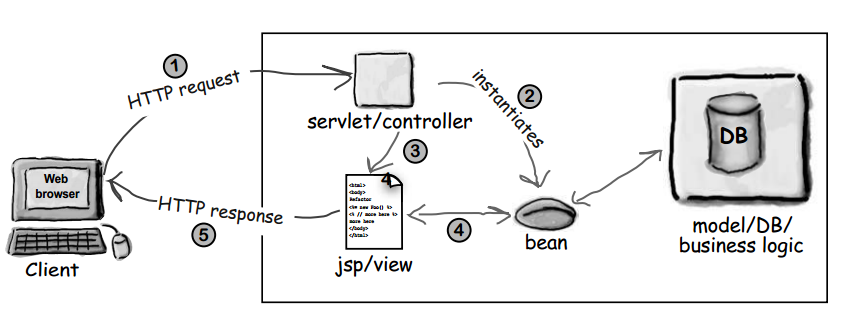 1
HTTP request
servlet/controller
instantiates
2
3
DB
model/DB/
business logic
Web
browser
Client
HTTP response
5
4
<html>
<body>
Refactor
<%= new Foo() %>
<% // more here %>
more here
</body>
</html>
jsp/view
4
bean